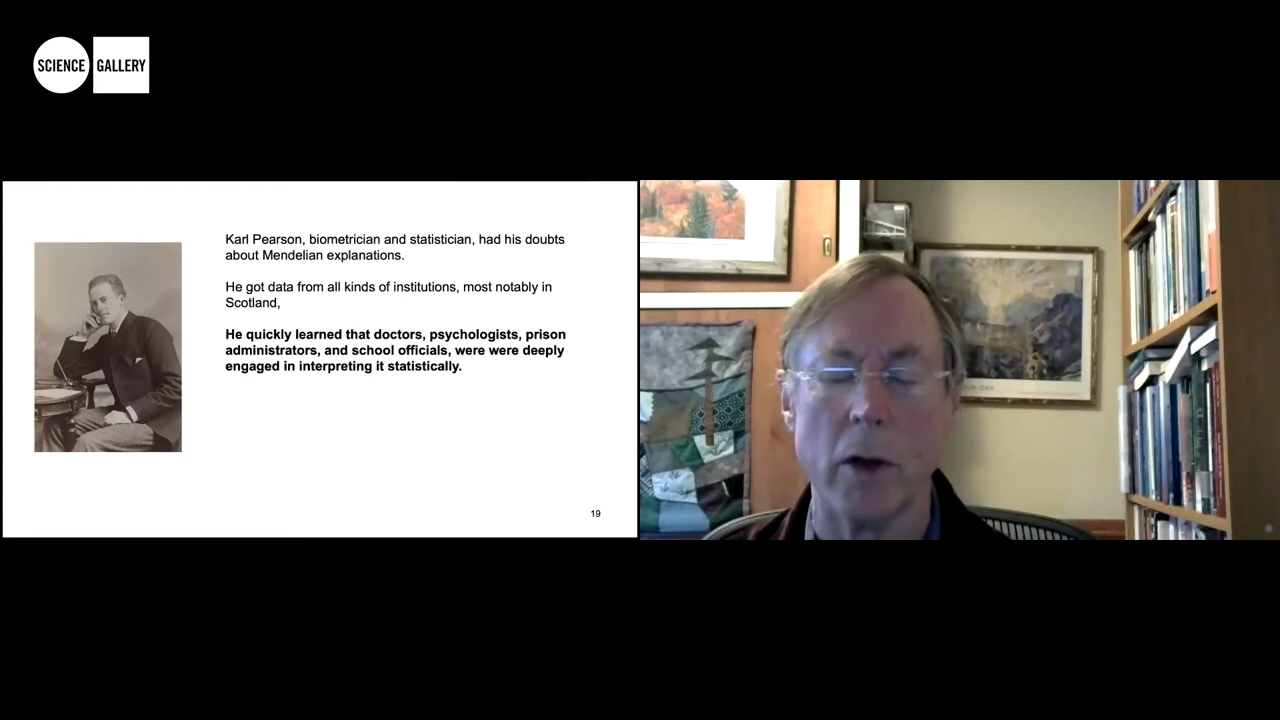 SCIENCE GALLERY
Karl Pearson, biometrician and statistician, had his doubts
about Mendelian explanations.
He got data from all kinds of institutions, most notably in
Scotland,
He quickly learned that doctors, psychologists, prison
administrators, and school officials, were were deeply
engaged in interpreting it statistically.
19